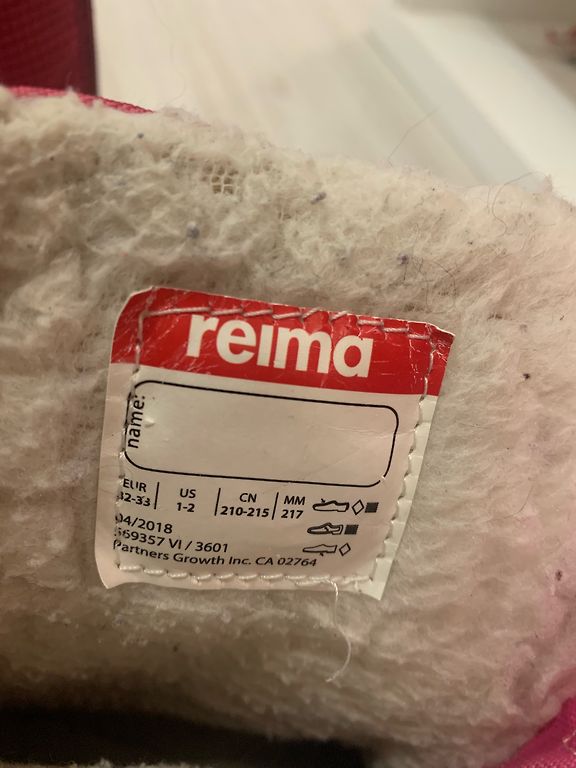 reima
name:
EUR US CN MM
32-33 1-2 210-215 217
04/2018
569357 VI / 3601
Partners Growth Inc. CA 02764